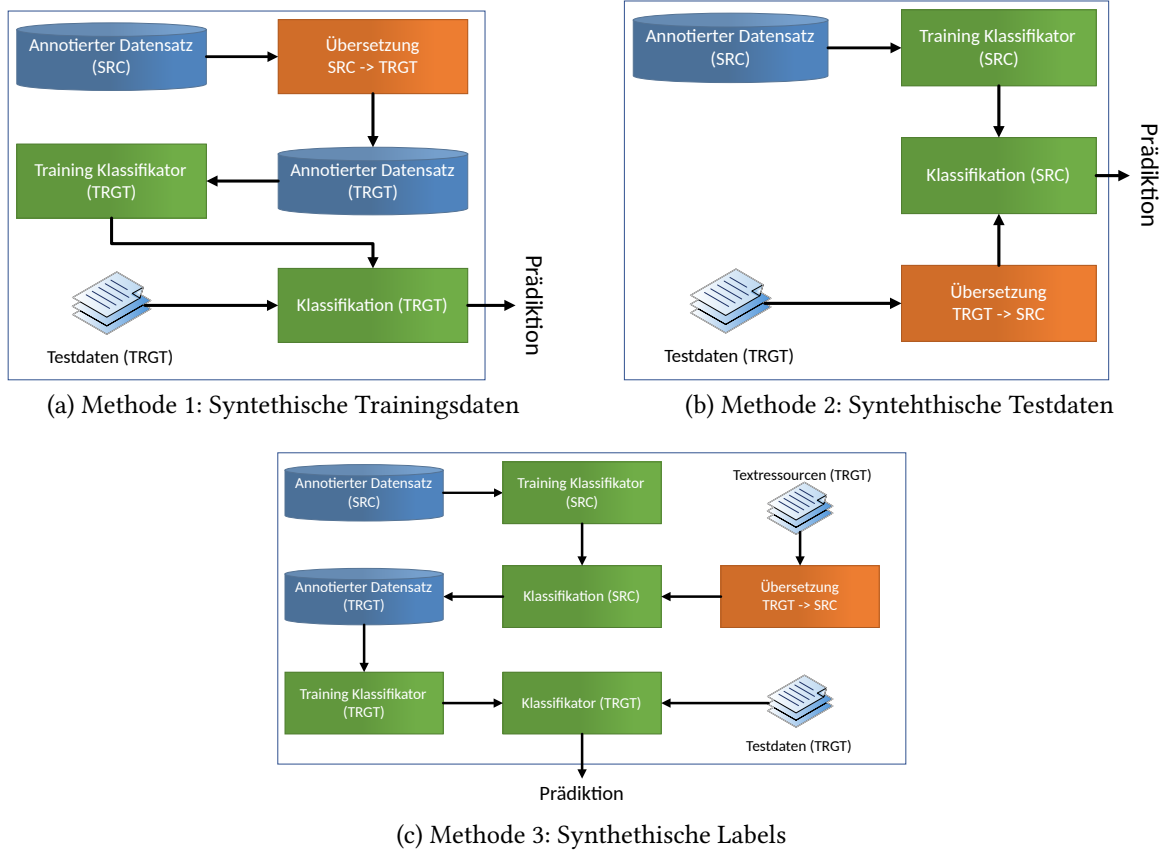 Annotierter Datensatz
(SRC)
Übersetzung
SRC -> TRGT
Training Klassifikator
(TRGT)
Annotierter Datensatz
(TRGT)
Klassifikation (TRGT)
Testdaten (TRGT)
Prädiktion
(a) Methode 1: Syntethische Trainingsdaten
Annotierter Datensatz
(SRC)
Training Klassifikator
(SRC)
Klassifikation (SRC)
Prädiktion
Übersetzung
TRGT -> SRC
Testdaten (TRGT)
(b) Methode 2: Syntehthische Testdaten
Annotierter Datensatz
(SRC)
Training Klassifikator
(SRC)
Textressourcen (TRGT)
Annotierter Datensatz
(TRGT)
Klassifikation (SRC)
Übersetzung
TRGT -> SRC
Training Klassifikator
(TRGT)
Klassifikator (TRGT)
Testdaten (TRGT)
Prädiktion
(c) Methode 3: Synthethische Labels